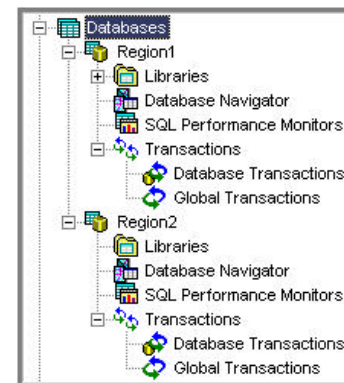 Databases
Region1
Libraries
Database Navigator
SQL Performance Monitors
Transactions
Database Transactions
Global Transactions
Region2
Libraries
Database Navigator
SQL Performance Monitors
Transactions
Database Transactions
Global Transactions